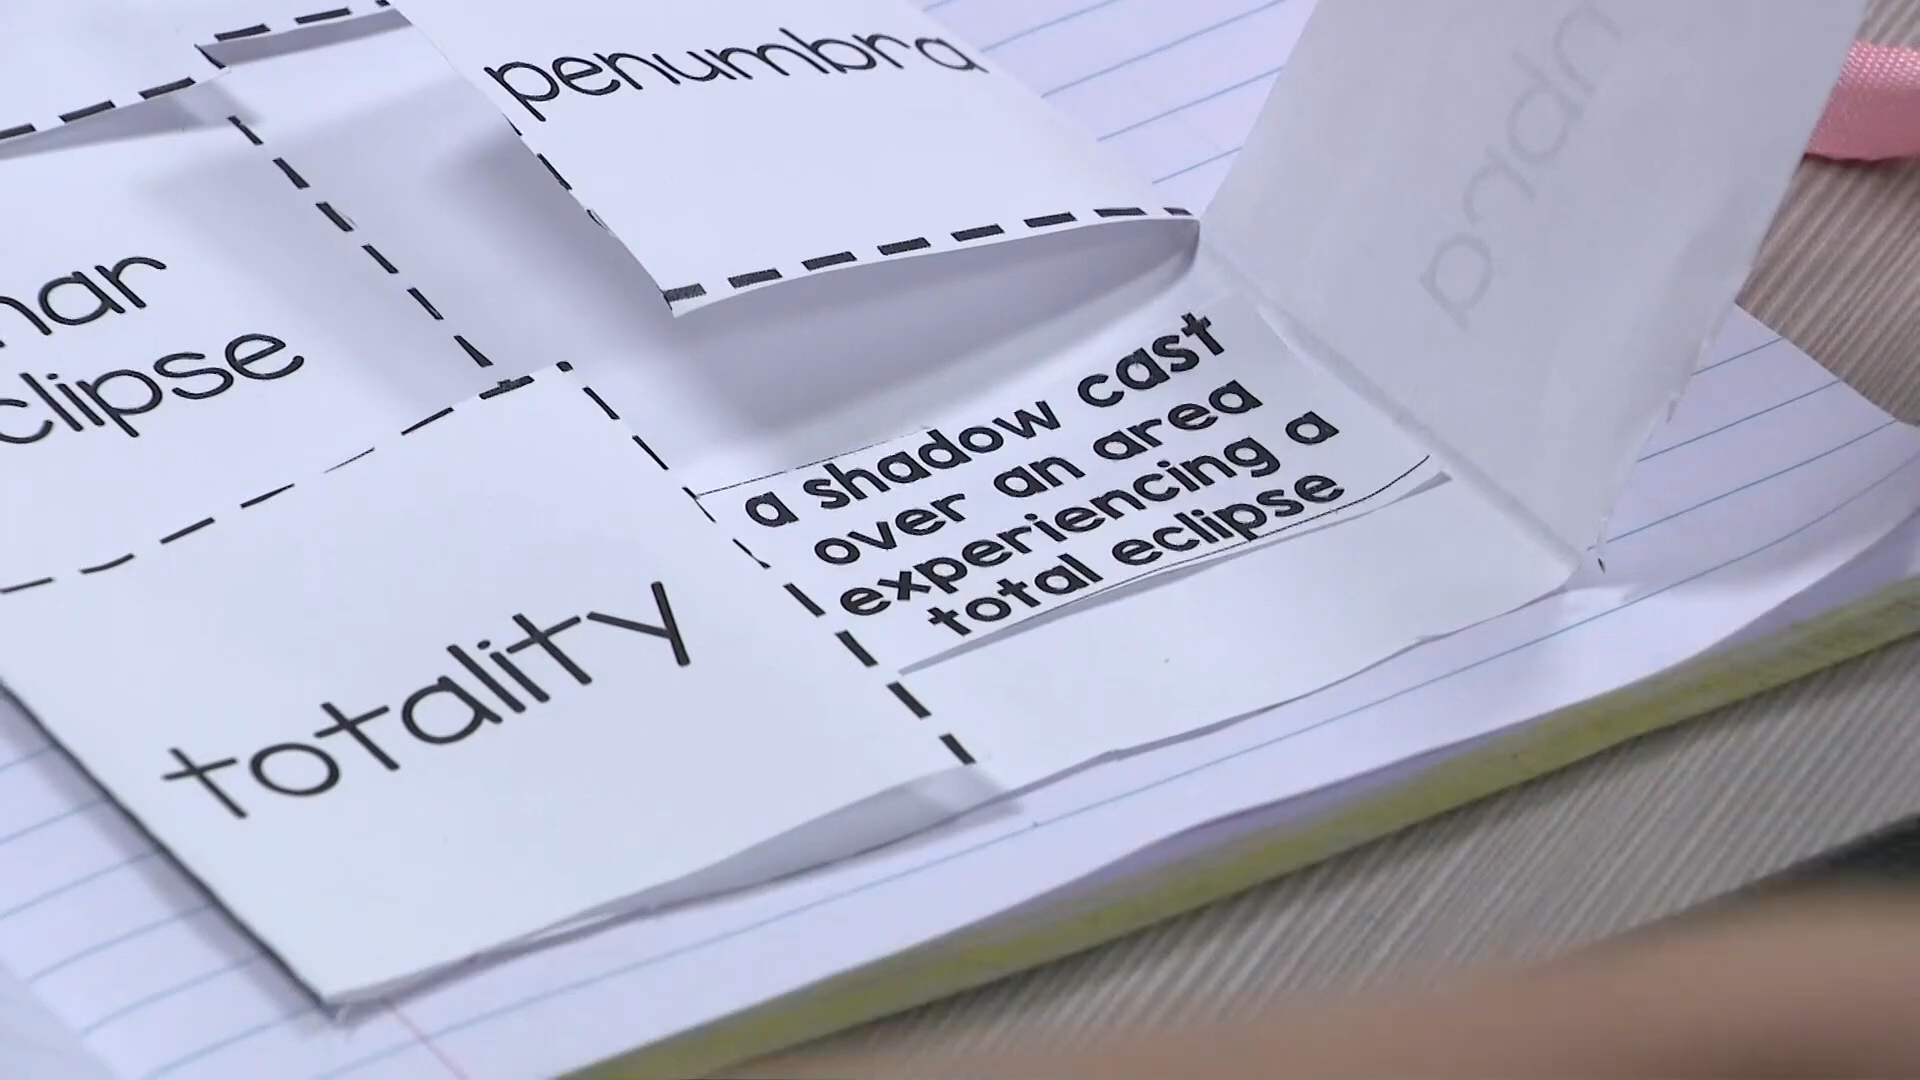 penumbra
nar
clipse
a shadow cast
over an area
experiencing a
total eclipse
totality